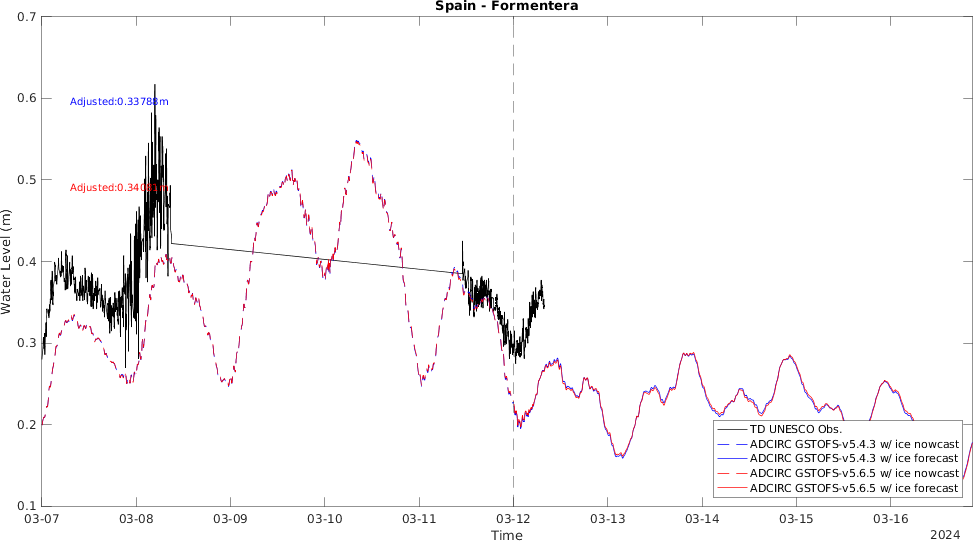 Spain - Formentera
0.7
0.6
0.5
0.4
0.3
0.2
0.1
Water Level (m)
Adjusted:0.33788m
TD UNESCO Obs.
ADCIRC GSTOFS-v5.4.3 w/ ice nowcast
ADCIRC GSTOFS-v5.4.3 w/ ice forecast
ADCIRC GSTOFS-v5.6.5 w/ ice nowcast
ADCIRC GSTOFS-v5.6.5 w/ ice forecast
03-07 03-08 03-09 03-10 03-11 03-12 03-13 03-14 03-15 03-16
Time
2024